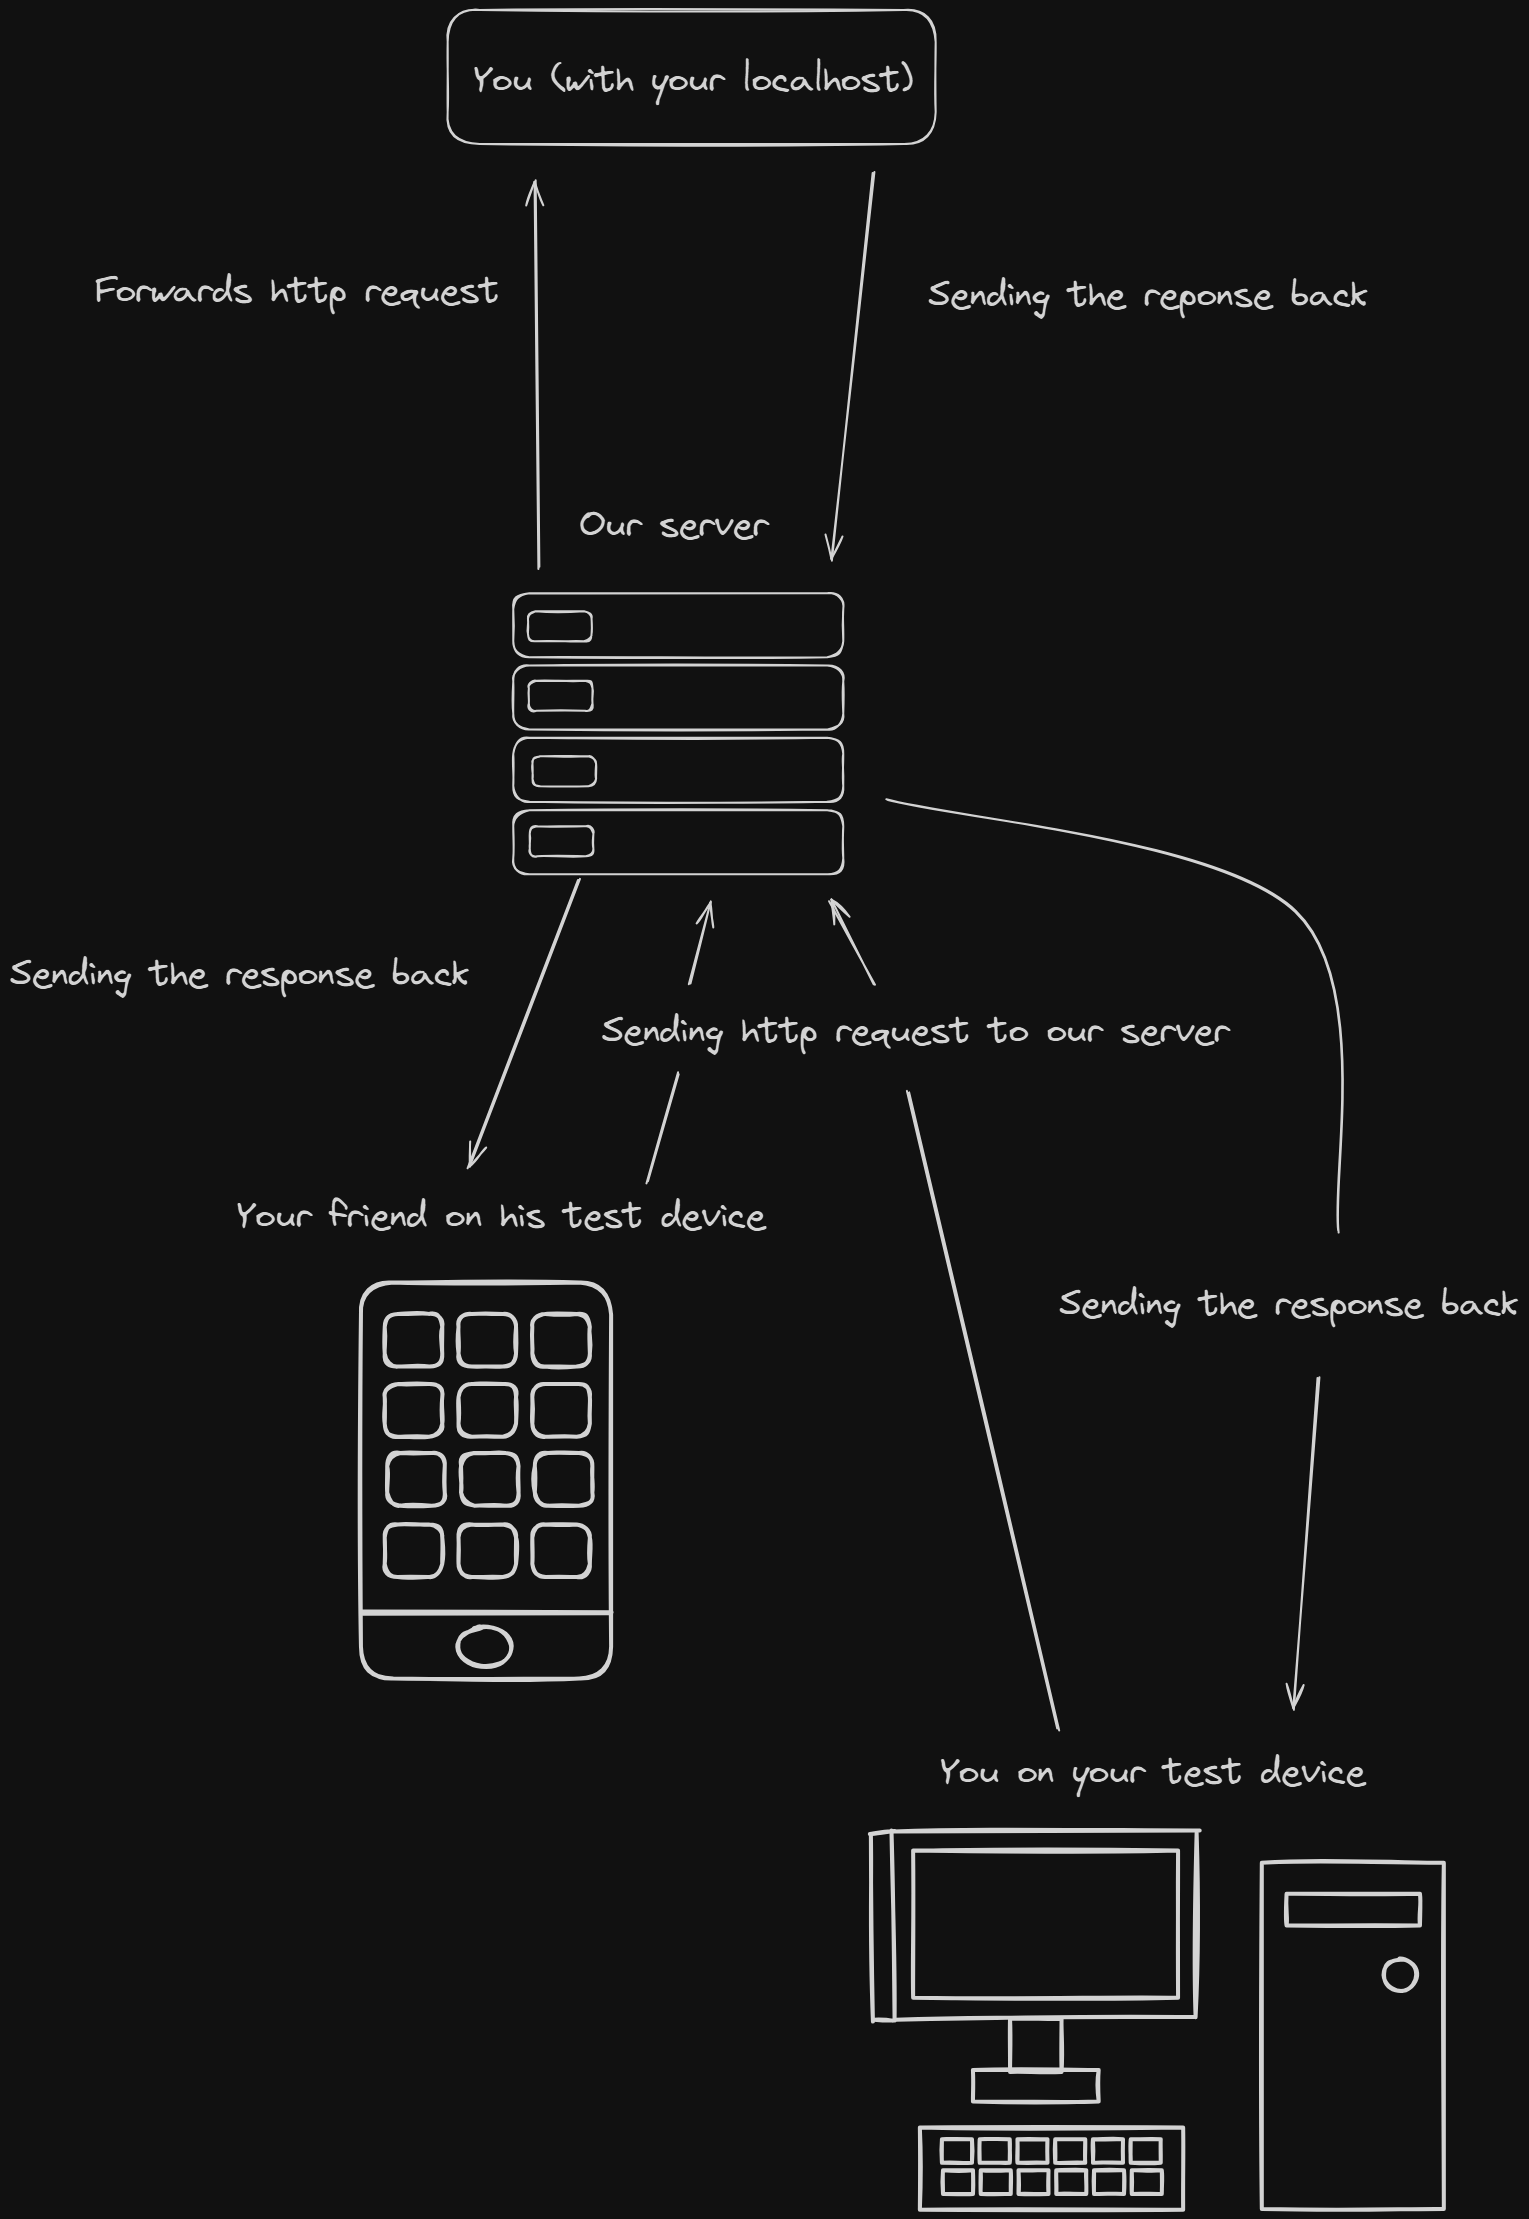 You (with your localhost)
Forwards http request
Sending the reponse back
Our server
Sending the response back
Sending http request to our server
Your friend on his test device
Sending the response back
You on your test device